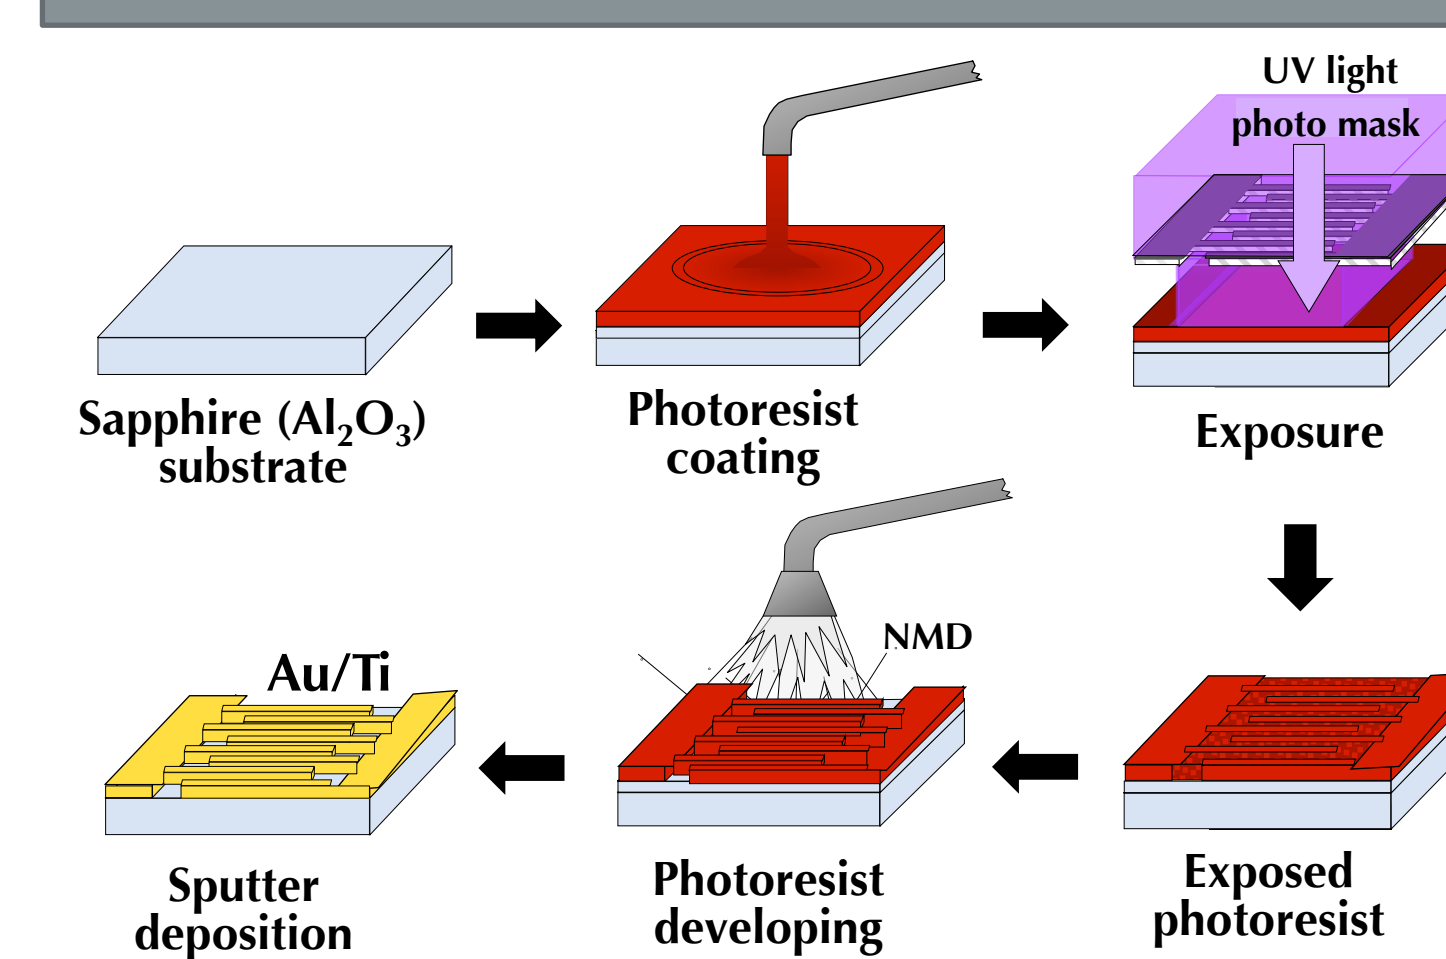 UV light
photo mask
Sapphire (Al₂O₃)
substrate
Photoresist
coating
Exposure
Au/Ti
NMD
Sputter
deposition
Photoresist
developing
Exposed
photoresist